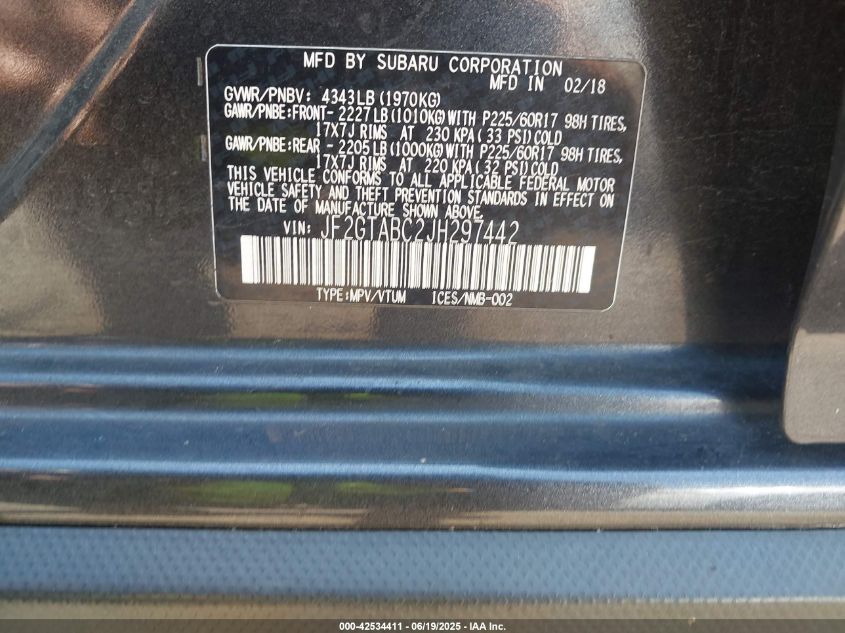 MFD BY SUBARU CORPORATION
MFD IN 02/18
GVWR/PNBV: 4343LB(1970KG)
GAWR/PNBE:FRONT- 2227LB(1010KG)WITH P225/60R17 98H TIRES,
17X7J RIMS AT 230 KPA(33 PSI)COLD
GAWR/PNBE:REAR - 2205LB(1000KG)WITH P225/60R17 98H TIRES,
17X7J RIMS AT 220 KPA(32 PSI)COLD
THIS VEHICLE CONFORMS TO ALL APPLICABLE FEDERAL MOTOR
VEHICLE SAFETY AND THEFT PREVENTION STANDARDS IN EFFECT ON
THE DATE OF MANUFACTURE SHOWN ABOVE.
VIN: JF2GTABC2JH297442
TYPE:MPV/VTUM ICES/NMB-002
000-42534411 - 06/19/2025 - IAA Inc.